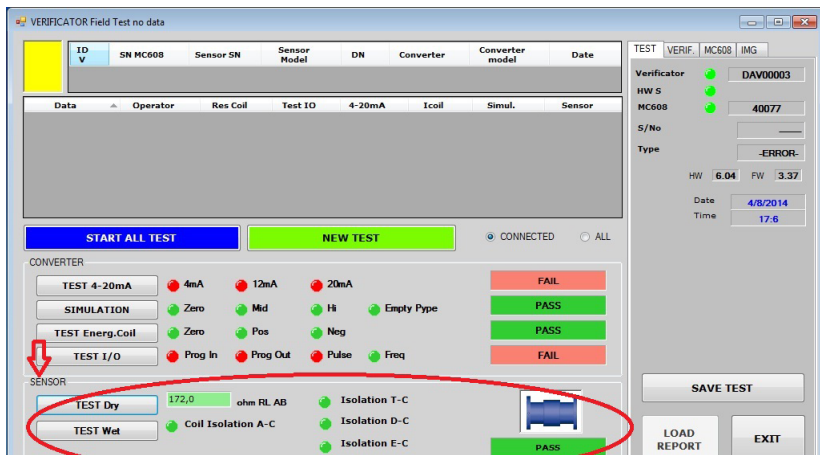 VERIFICATOR Field Test no data
ID V SN MC608 Sensor SN Sensor Model DN Converter Converter model Date
Data Operator Res Coil Test IO 4-20mA Icoil Simul. Sensor
START ALL TEST NEW TEST CONNECTED ALL
CONVERTER
TEST 4-20mA 4mA 12mA 20mA FAIL
SIMULATION Zero Mid Hi Empty Pype PASS
TEST Energ.Coil Zero Pos Neg PASS
TEST I/O Prog In Prog Out Pulse Freq FAIL
SENSOR
TEST Dry 172,0 ohm RL AB Isolation T-C
TEST Wet Coil Isolation A-C Isolation D-C
Isolation E-C PASS
TEST VERIF. MC608 IMG
Verificator DAV00003
HW S
MC608 40077
S/No
Type -ERROR-
HW 6.04 FW 3.37
Date 4/8/2014
Time 17:6
SAVE TEST
LOAD REPORT EXIT